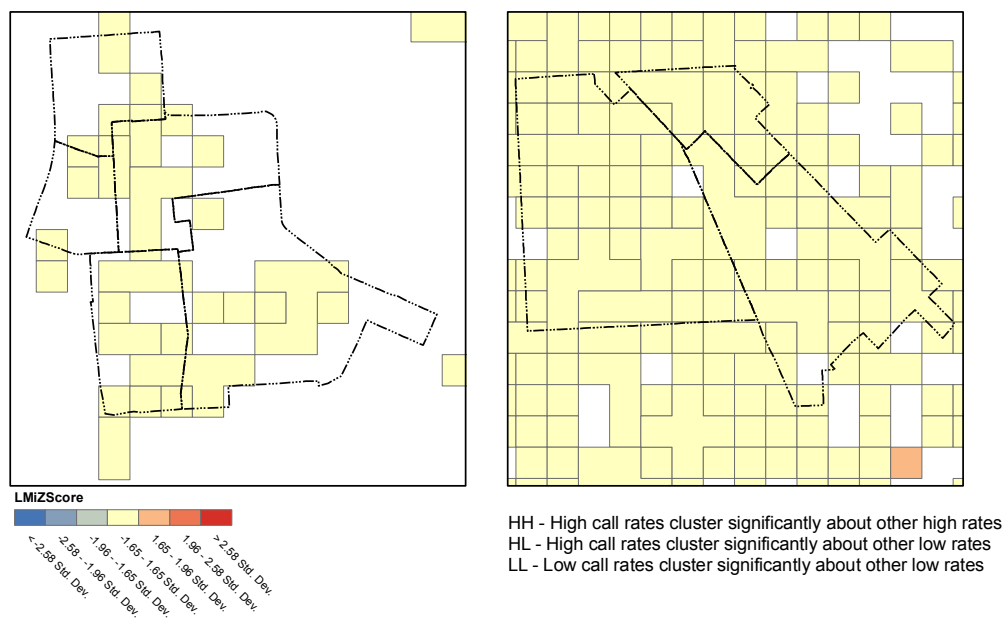 LMiZScore
< -2.58 Std. Dev.
-2.58 - -1.96 Std. Dev.
-1.96 - -1.65 Std. Dev.
-1.65 - 1.65 Std. Dev.
1.65 - 1.96 Std. Dev.
1.96 - 2.58 Std. Dev.
> 2.58 Std. Dev.
HH - High call rates cluster significantly about other high rates
HL - High call rates cluster significantly about other low rates
LL - Low call rates cluster significantly about other low rates